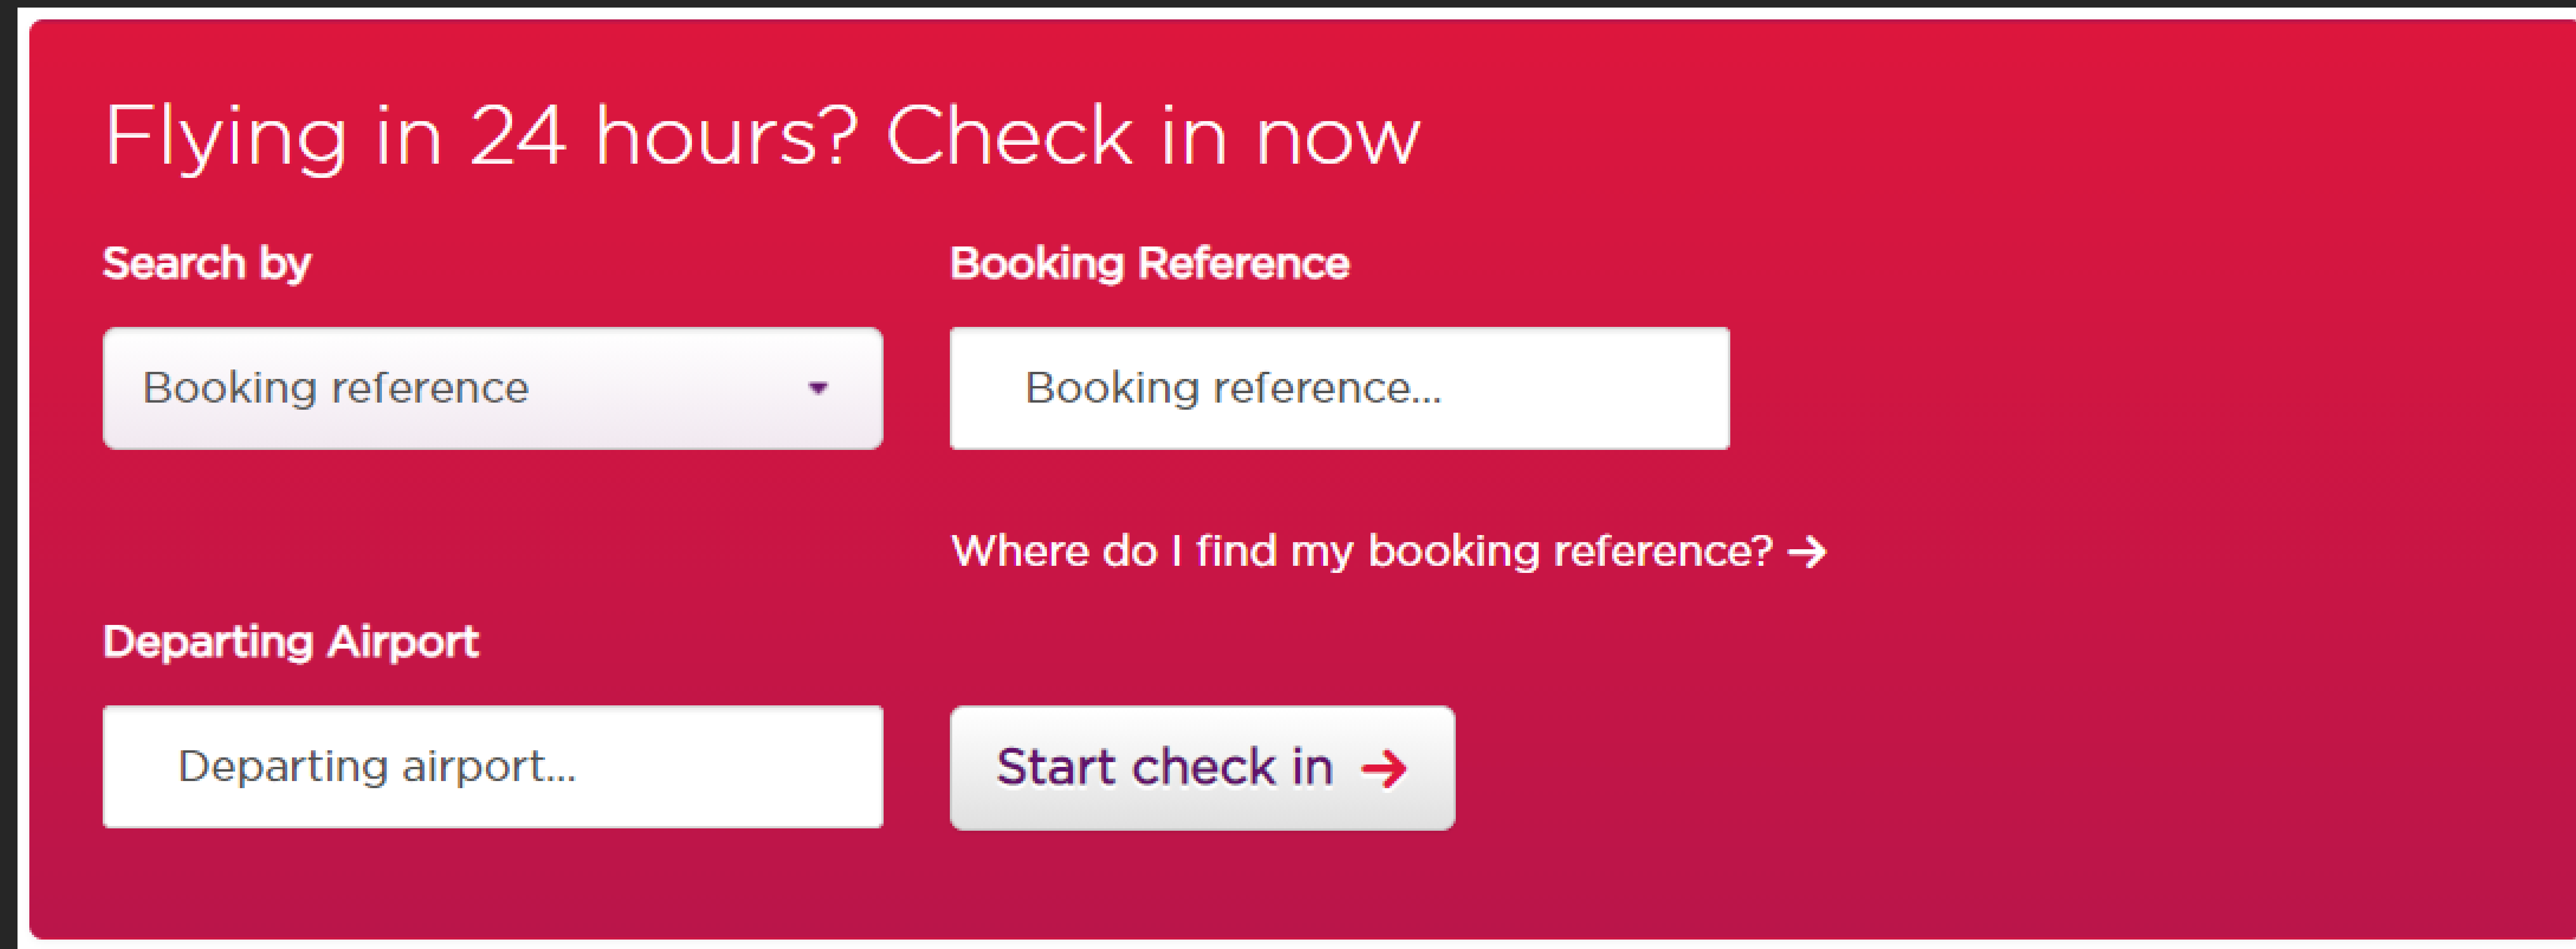 Flying in 24 hours? Check in now
Search by
Booking Reference
Booking reference
Booking reference...
Where do I find my booking reference? →
Departing Airport
Departing airport...
Start check in →